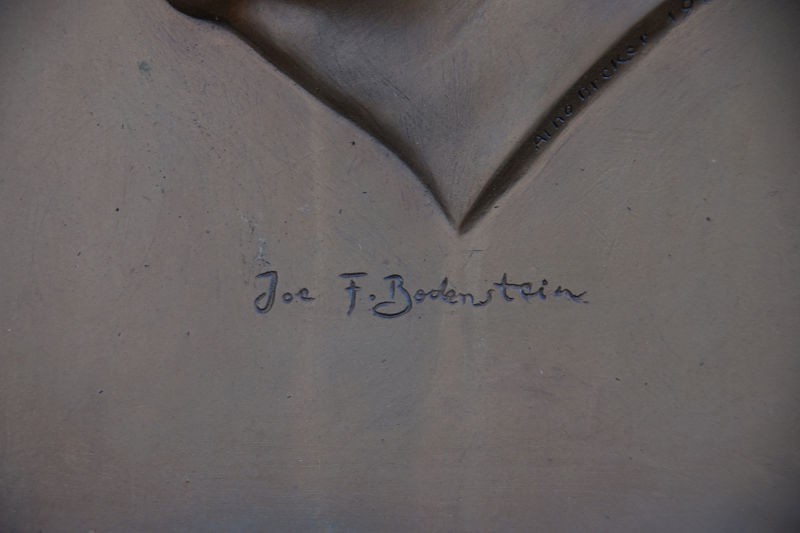 Arno Breker
Joe F. Bodenstein